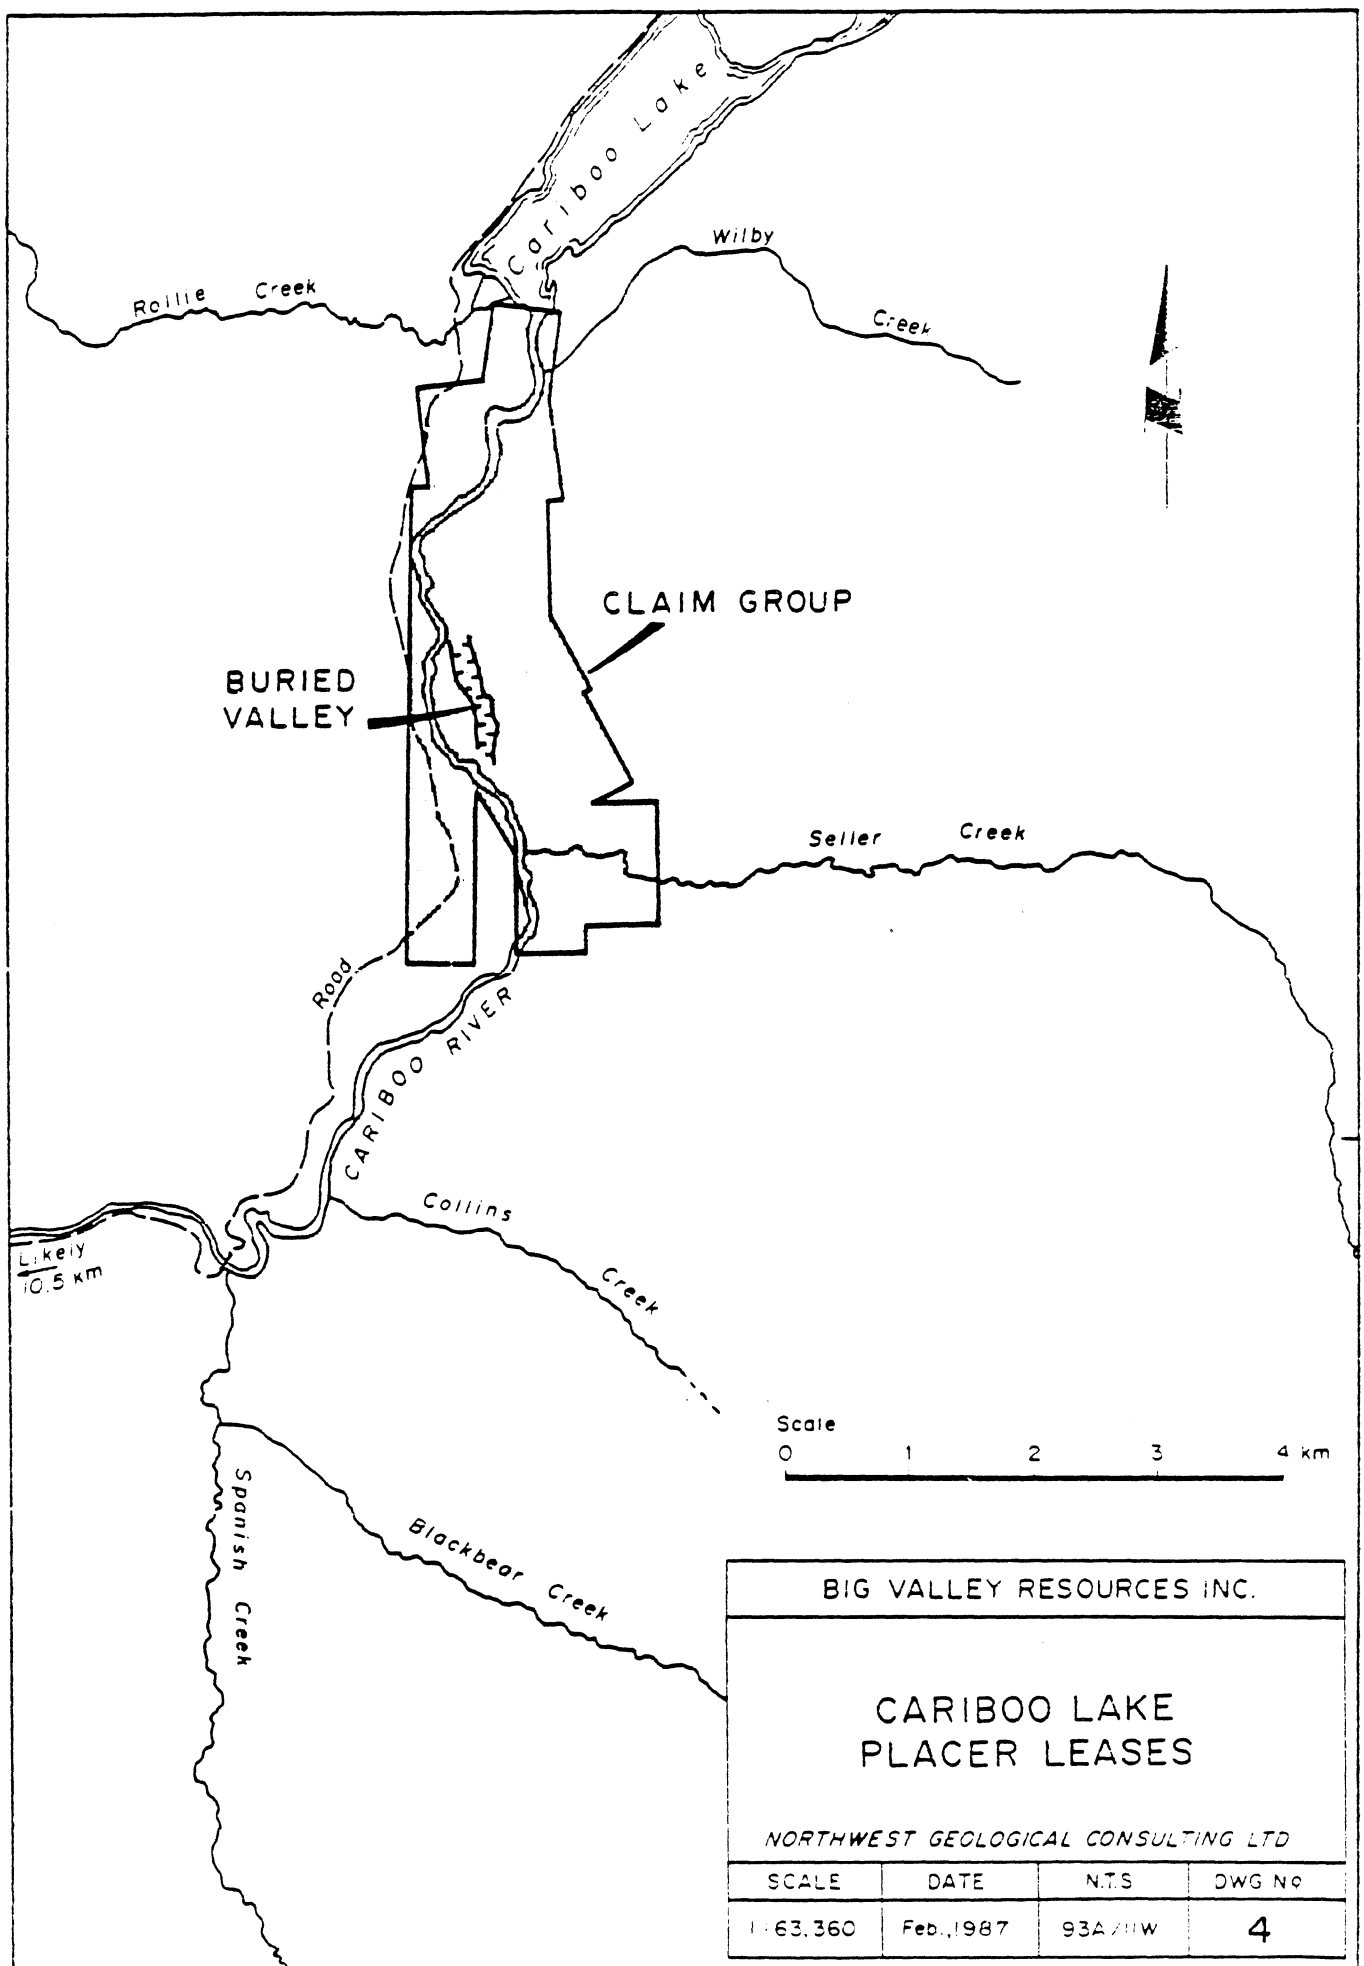 Cariboo Lake
Wilby
Creek
Rollie Creek
CLAIM GROUP
BURIED
VALLEY
Seller Creek
Road
CARIBOO RIVER
Collins
Creek
Likely
10.5 km
Scale
0 1 2 3 4 km
Spanish Creek
Blackbear Creek
BIG VALLEY RESOURCES INC.
CARIBOO LAKE
PLACER LEASES
NORTHWEST GEOLOGICAL CONSULTING LTD
SCALE DATE N.T.S DWG No
1:63,360 Feb.,1987 93A/11W 4